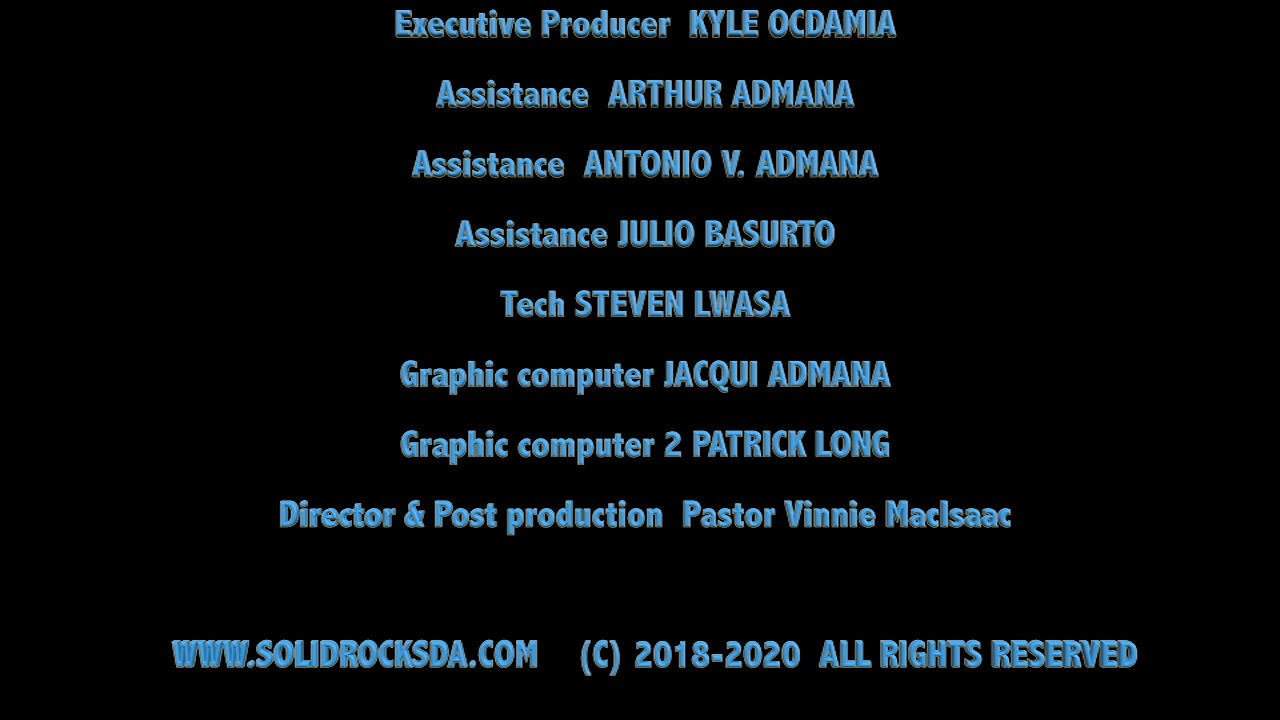 Executive Producer  KYLE OCDAMIA
Assistance  ARTHUR ADMANA
Assistance  ANTONIO V. ADMANA
Assistance JULIO BASURTO
Tech STEVEN LWASA
Graphic computer JACQUI ADMANA
Graphic computer 2 PATRICK LONG
Director & Post production  Pastor Vinnie MacIsaac
WWW.SOLIDROCKSDA.COM    (C) 2018-2020  ALL RIGHTS RESERVED